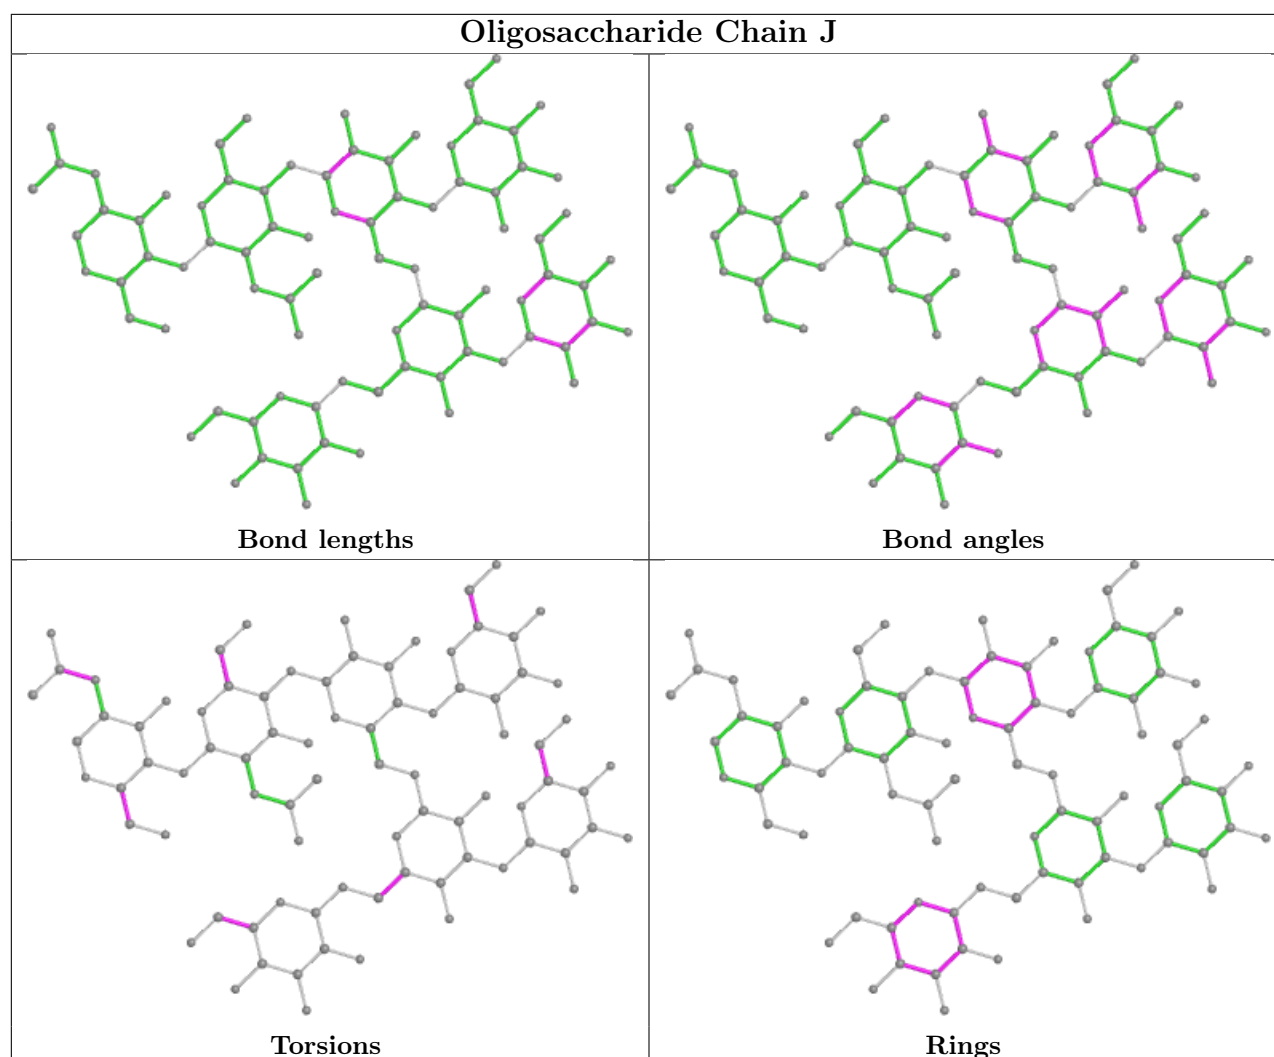 Oligosaccharide Chain J
Bond lengths
Bond angles
Torsions
Rings